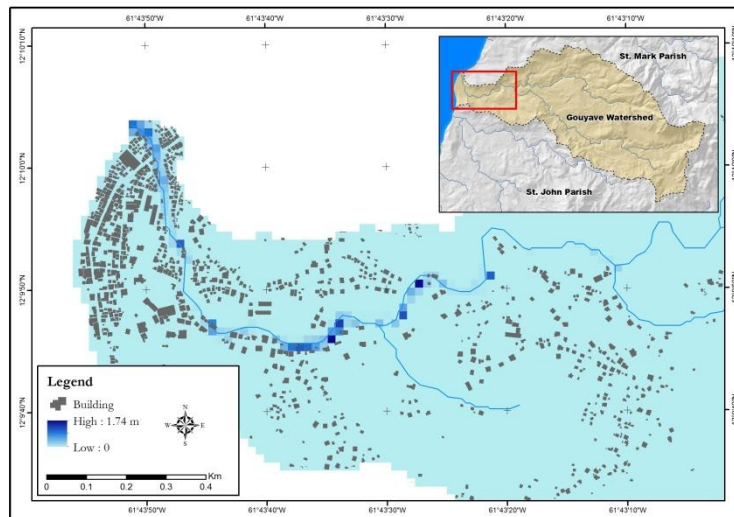 61°43'50"W 61°43'40"W 61°43'30"W 61°43'20"W 61°43'10"W
12°10'10"N
12°10'0"N
12°9'50"N
12°9'40"N
St. Mark Parish
Gouyave Watershed
St. John Parish
Legend
Building
High : 1.74 m
Low : 0
N
W E
S
Km
0 0.1 0.2 0.3 0.4
61°43'50"W 61°43'40"W 61°43'30"W 61°43'20"W 61°43'10"W